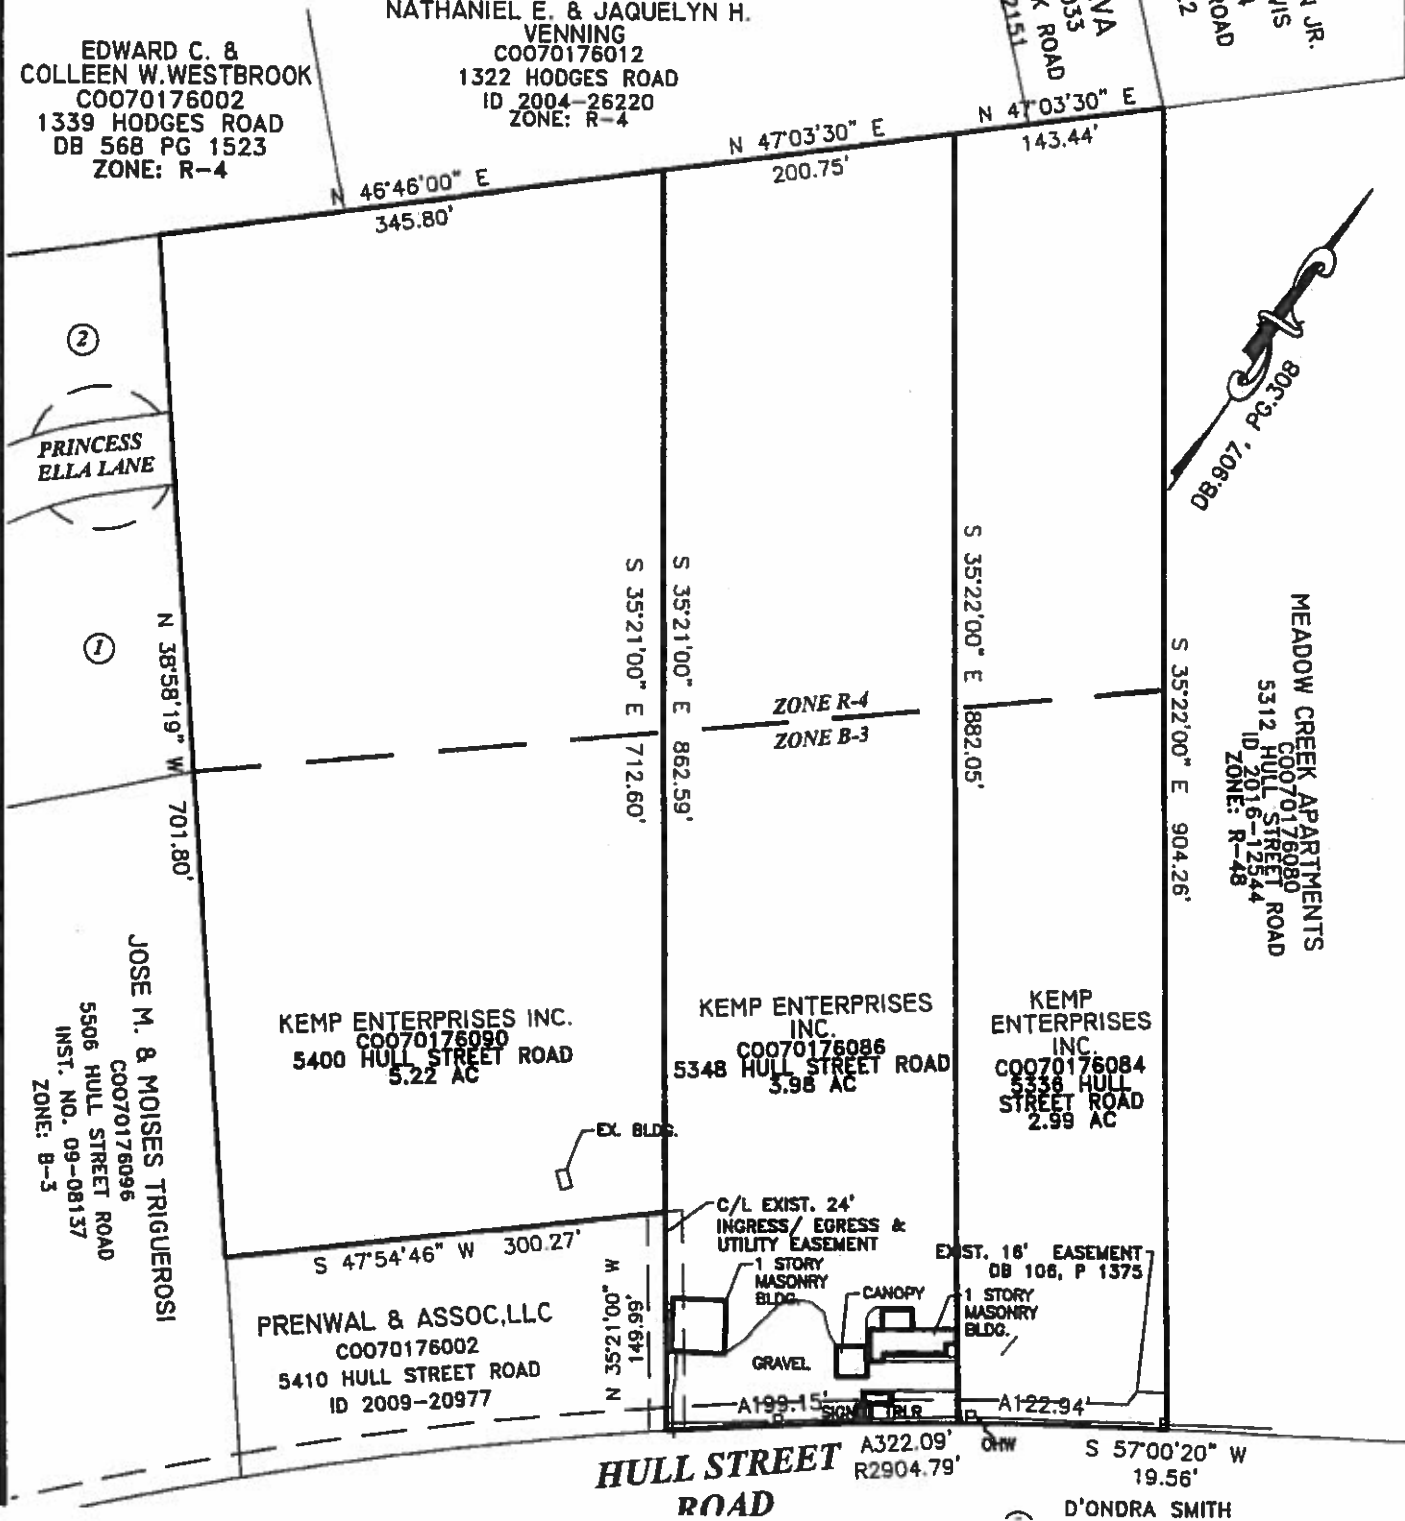 NATHANIEL E. & JAQUELYN H.
VENNING
C0070176012
1322 HODGES ROAD
ID 2004-26220
ZONE: R-4
EDWARD C. &
COLLEEN W.WESTBROOK
C0070176002
1339 HODGES ROAD
DB 568 PG 1523
ZONE: R-4
VA
033
K ROAD
2151
N JR.
VIS
ROAD
N 46°46'00" E
345.80'
N 47°03'30" E
200.75'
N 47°03'30" E
143.44'
2
PRINCESS
ELLA LANE
1
DB.907, PG.308
N 38°58'19" W 701.80'
S 35°21'00" E 712.60'
S 35°21'00" E 862.59'
S 35°22'00" E 882.05'
S 35°22'00" E 904.26'
ZONE R-4
ZONE B-3
MEADOW CREEK APARTMENTS
C0070176080
5312 HULL STREET ROAD
ID 2016-12544
ZONE: R-48
JOSE M. & MOISES TRIGUEROSI
C0070176096
5506 HULL STREET ROAD
INST. NO. 09-08137
ZONE: B-3
KEMP ENTERPRISES INC.
C0070176090
5400 HULL STREET ROAD
5.22 AC
KEMP ENTERPRISES
INC.
C0070176086
5348 HULL STREET ROAD
3.98 AC
KEMP
ENTERPRISES
INC.
C0070176084
5336 HULL
STREET ROAD
2.99 AC
EX. BLDG.
C/L EXIST. 24'
INGRESS/ EGRESS &
UTILITY EASEMENT
EXIST. 16' EASEMENT
DB 106, P 1375
1 STORY
MASONRY
BLDG.
CANOPY
1 STORY
MASONRY
BLDG.
GRAVEL
S 47°54'46" W 300.27'
N 35°21'00" W
149.99'
PRENWAL & ASSOC,LLC
C0070176002
5410 HULL STREET ROAD
ID 2009-20977
A199.15'
SIGN
TRLR
A122.94'
OHW
A322.09'
R2904.79'
S 57°00'20" W
19.56'
HULL STREET
ROAD
D'ONDRA SMITH